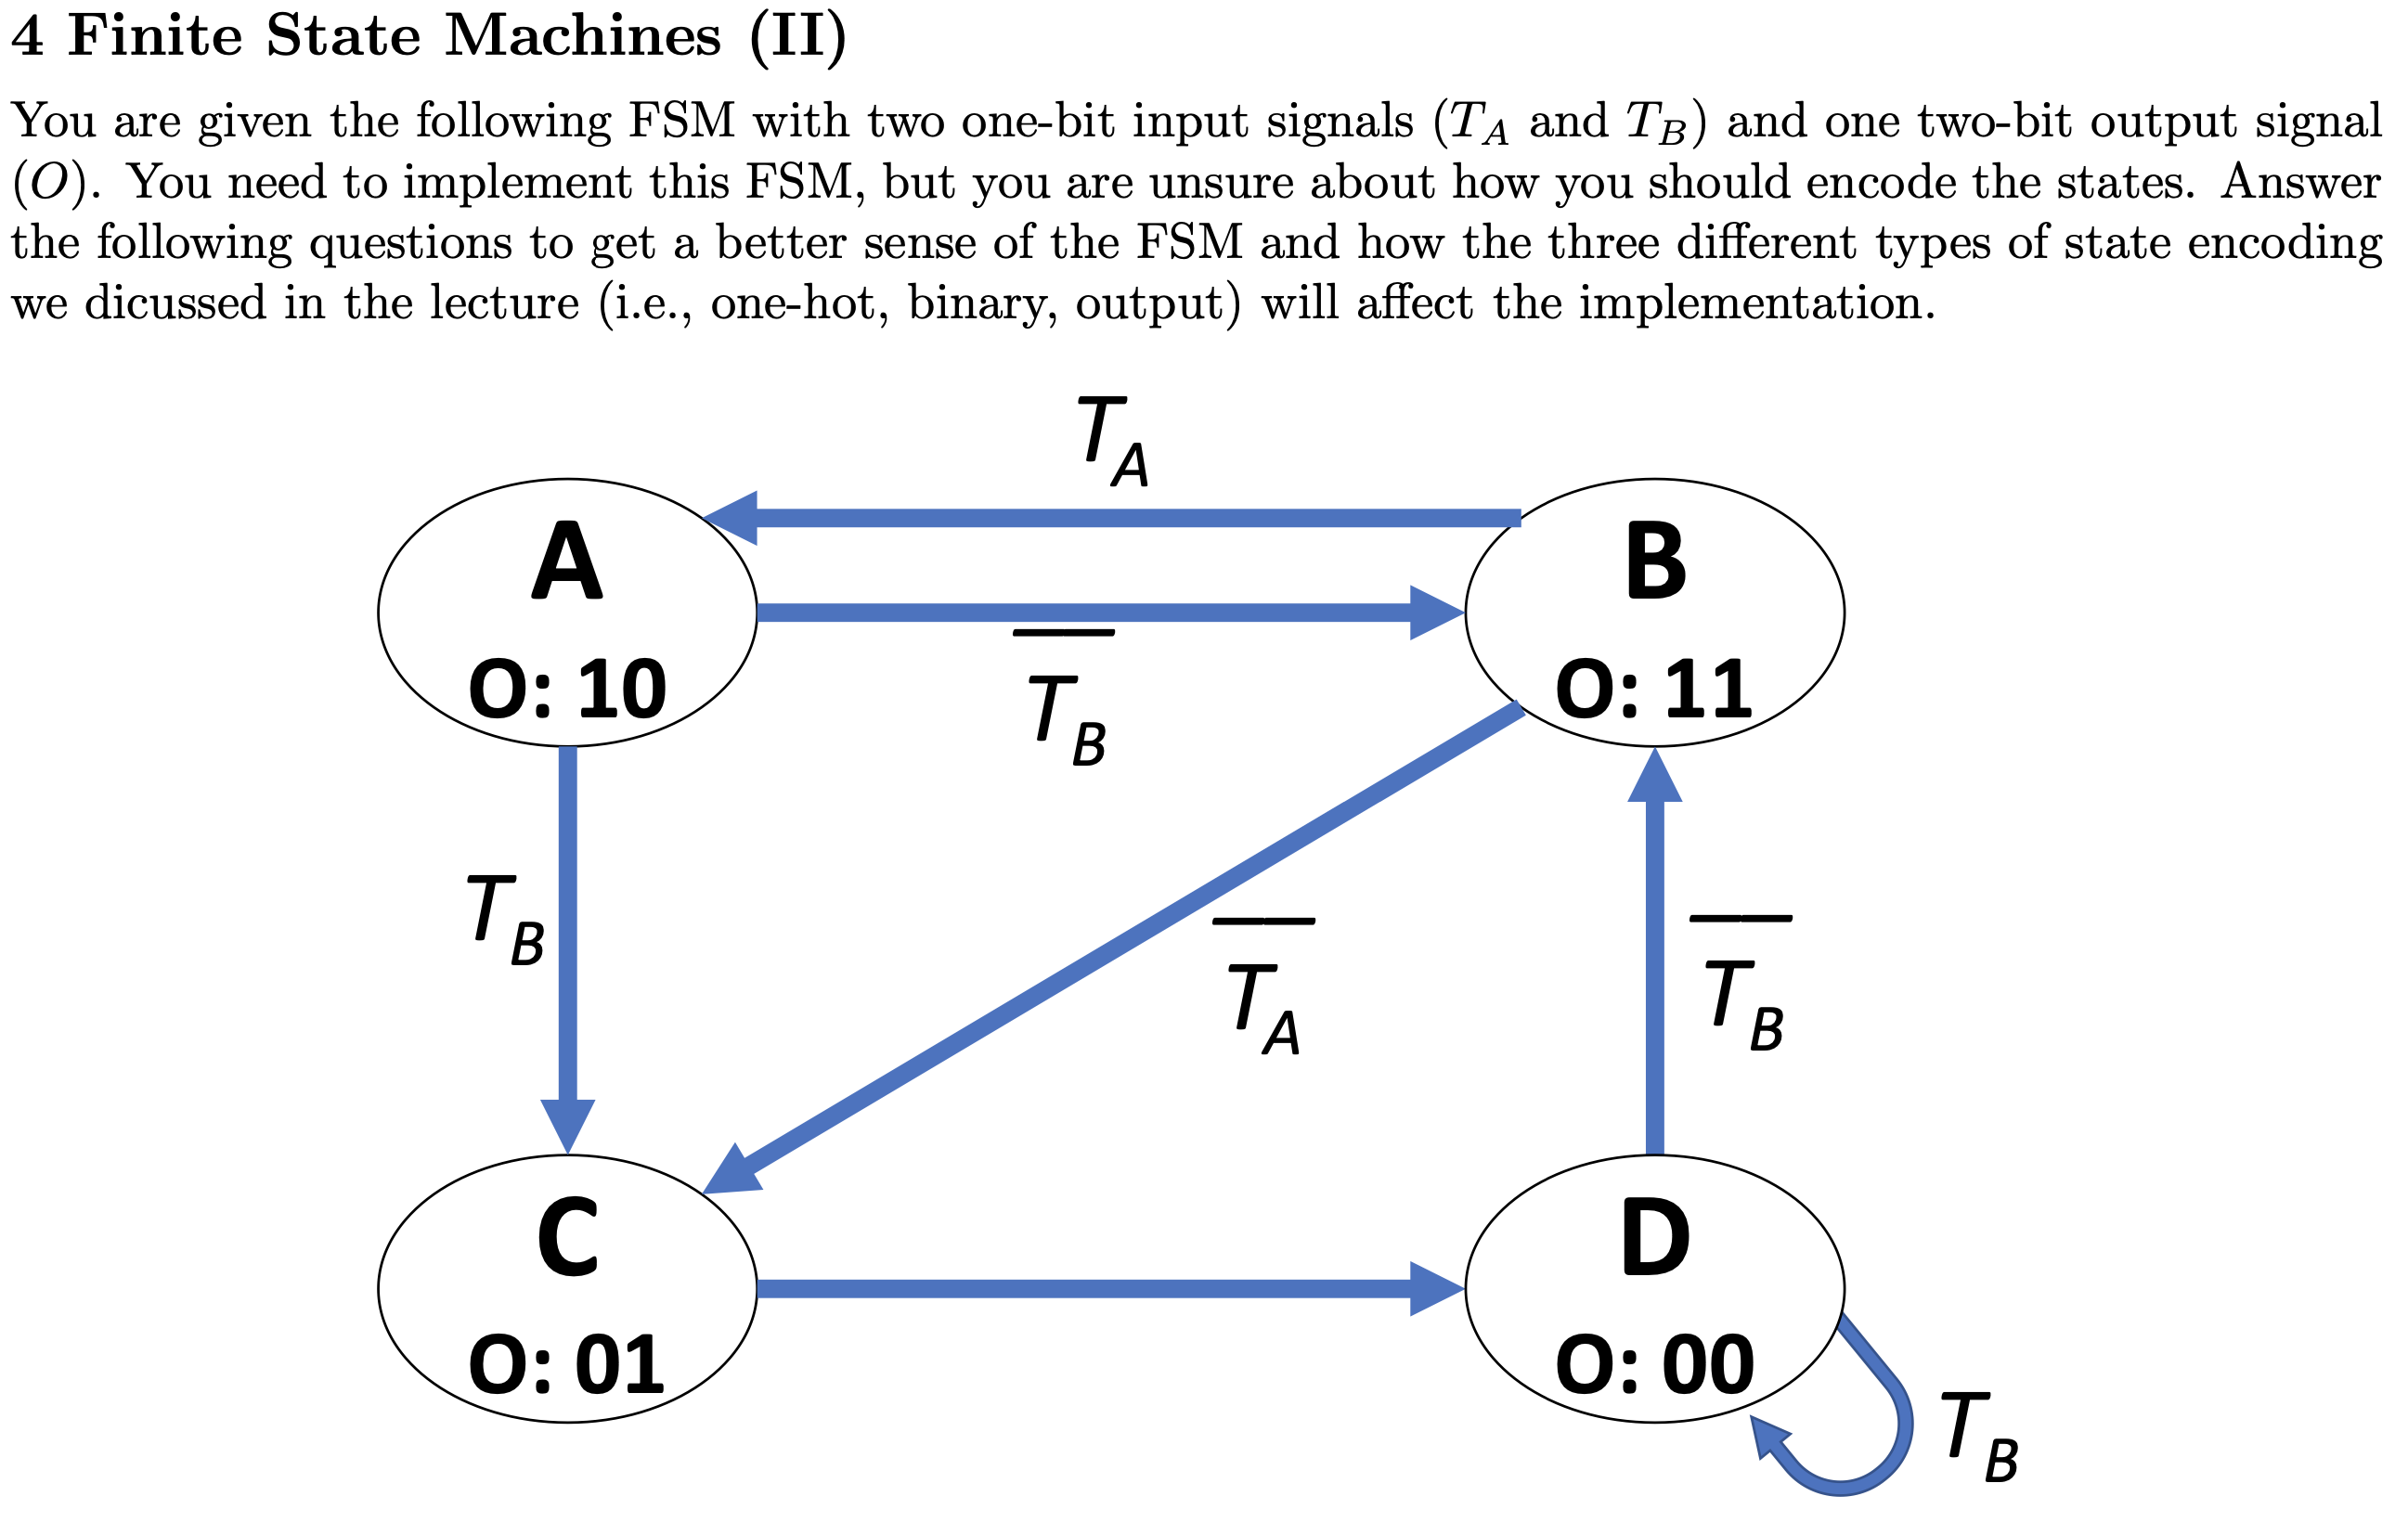 4 Finite State Machines (II)
You are given the following FSM with two one-bit input signals (T_A and T_B) and one two-bit output signal
(O). You need to implement this FSM, but you are unsure about how you should encode the states. Answer
the following questions to get a better sense of the FSM and how the three different types of state encoding
we dicussed in the lecture (i.e., one-hot, binary, output) will affect the implementation.
T_A
A
O: 10
B
O: 11
\overline{T_B}
T_B
\overline{T_A}
\overline{T_B}
C
O: 01
D
O: 00
T_B